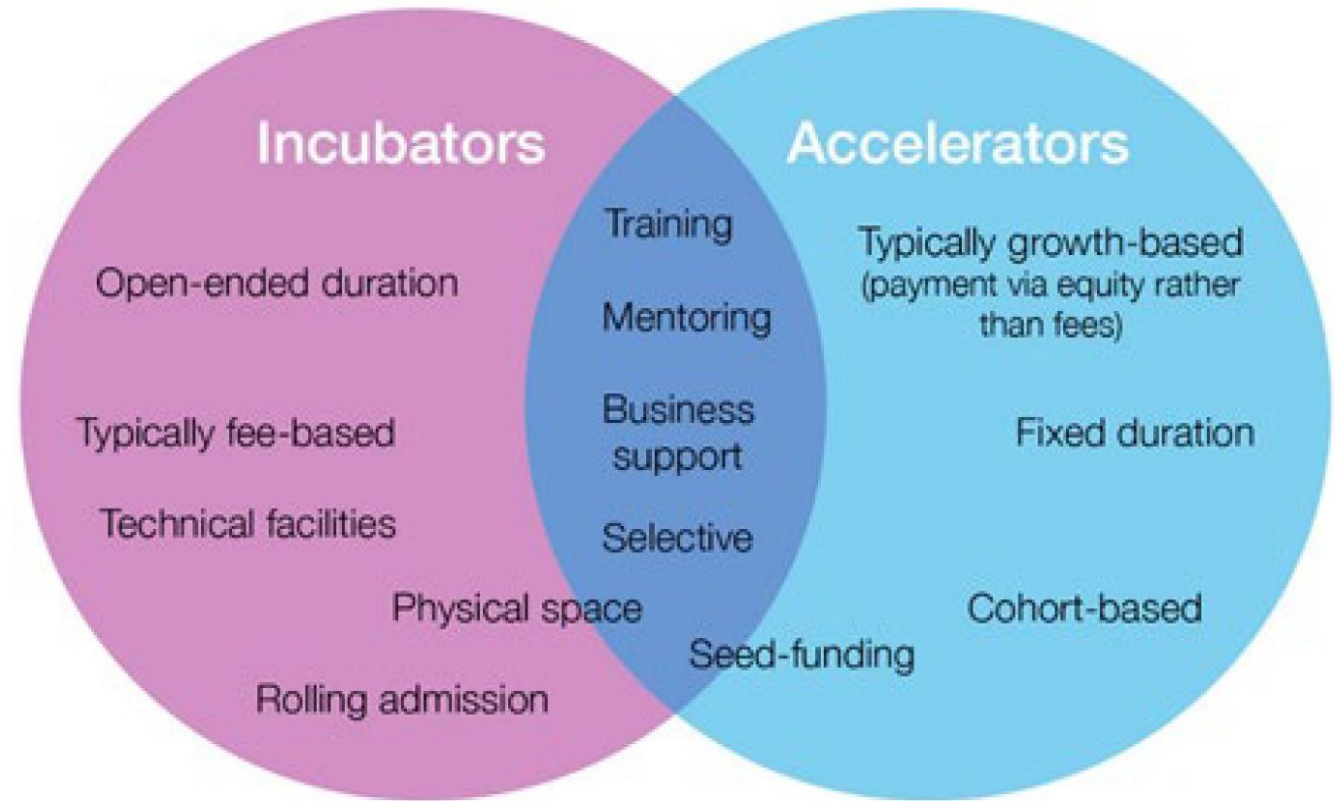 Incubators
Open-ended duration
Typically fee-based
Technical facilities
Physical space
Rolling admission
Training
Mentoring
Business
support
Selective
Seed-funding
Accelerators
Typically growth-based
(payment via equity rather
than fees)
Fixed duration
Cohort-based